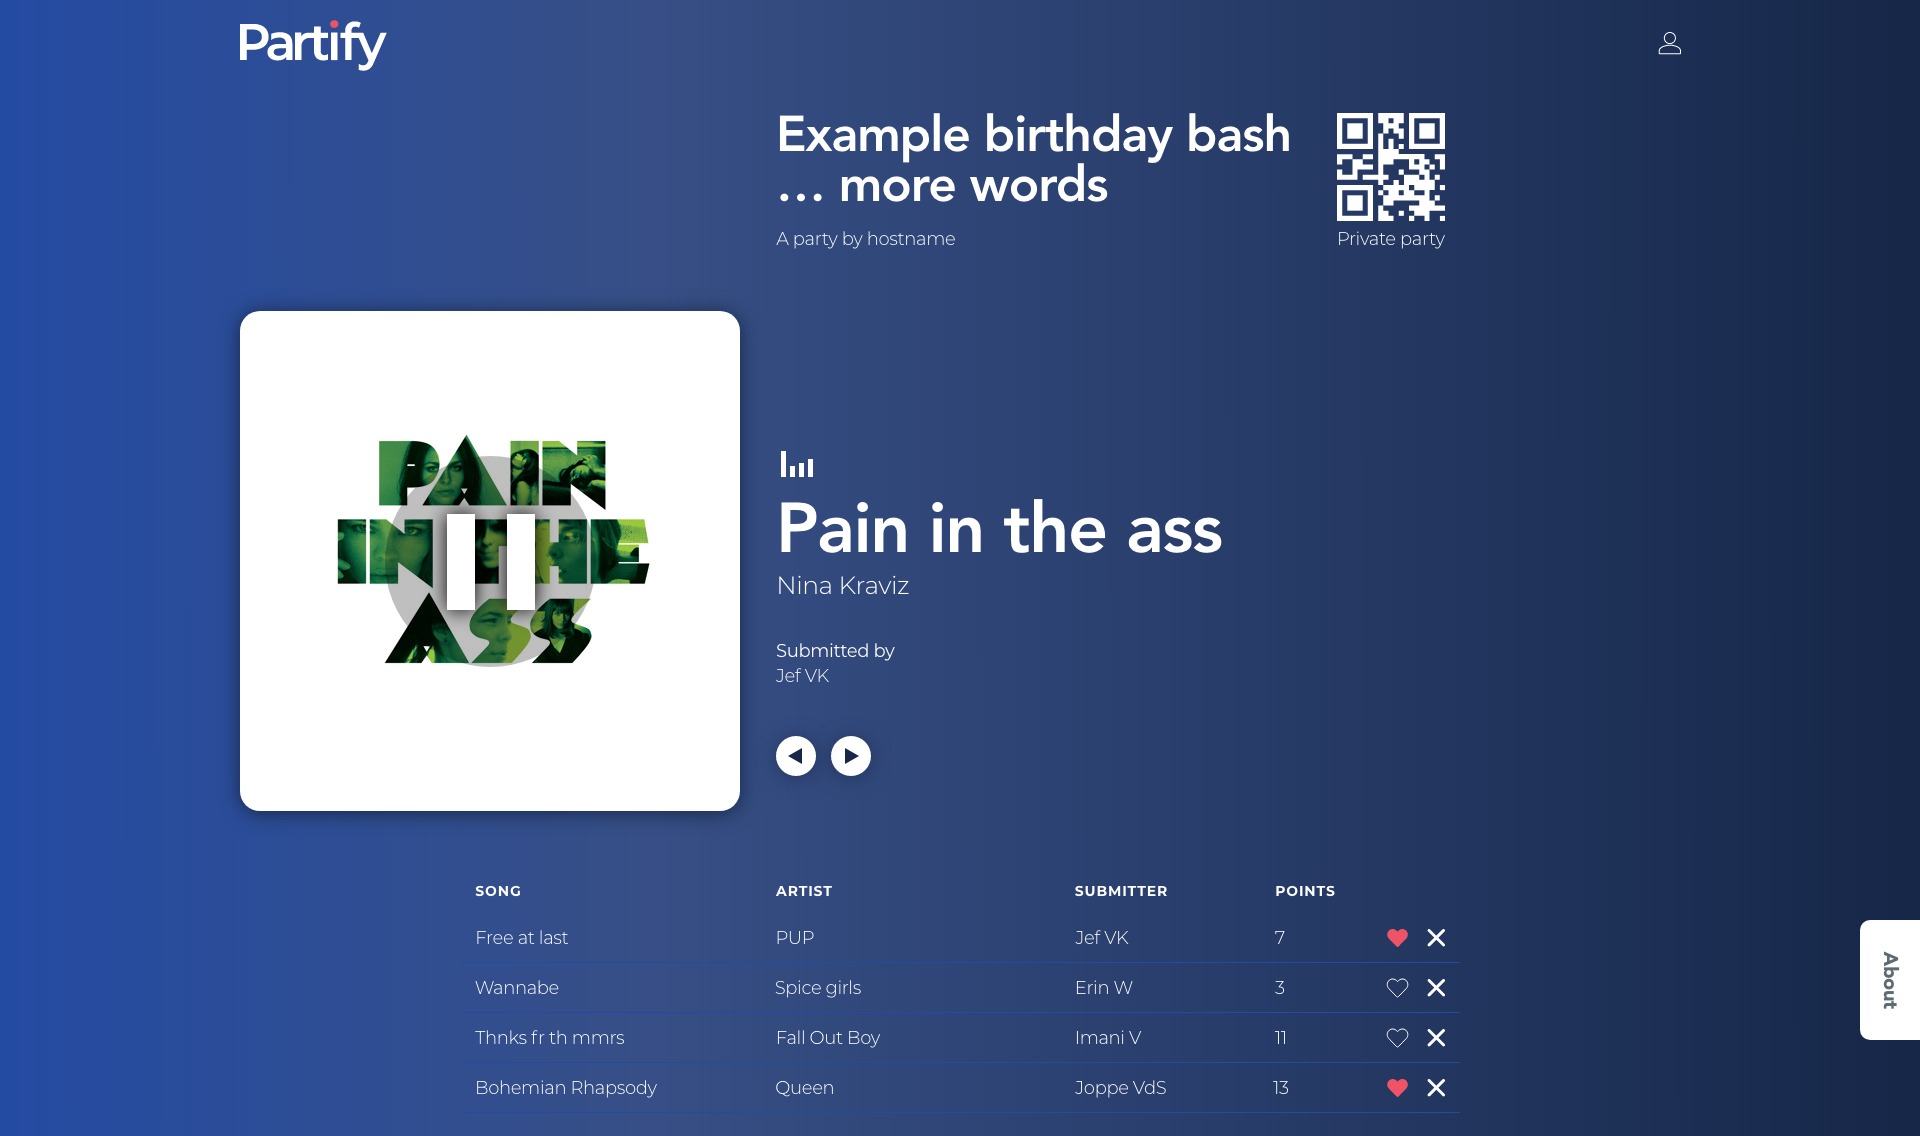 Partify
Example birthday bash
... more words
A party by hostname
Private party
PAIN
IN THE
ASS
Pain in the ass
Nina Kraviz
Submitted by
Jef VK
SONG ARTIST SUBMITTER POINTS
Free at last PUP Jef VK 7
Wannabe Spice girls Erin W 3
Thnks fr th mmrs Fall Out Boy Imani V 11
Bohemian Rhapsody Queen Joppe VdS 13
About